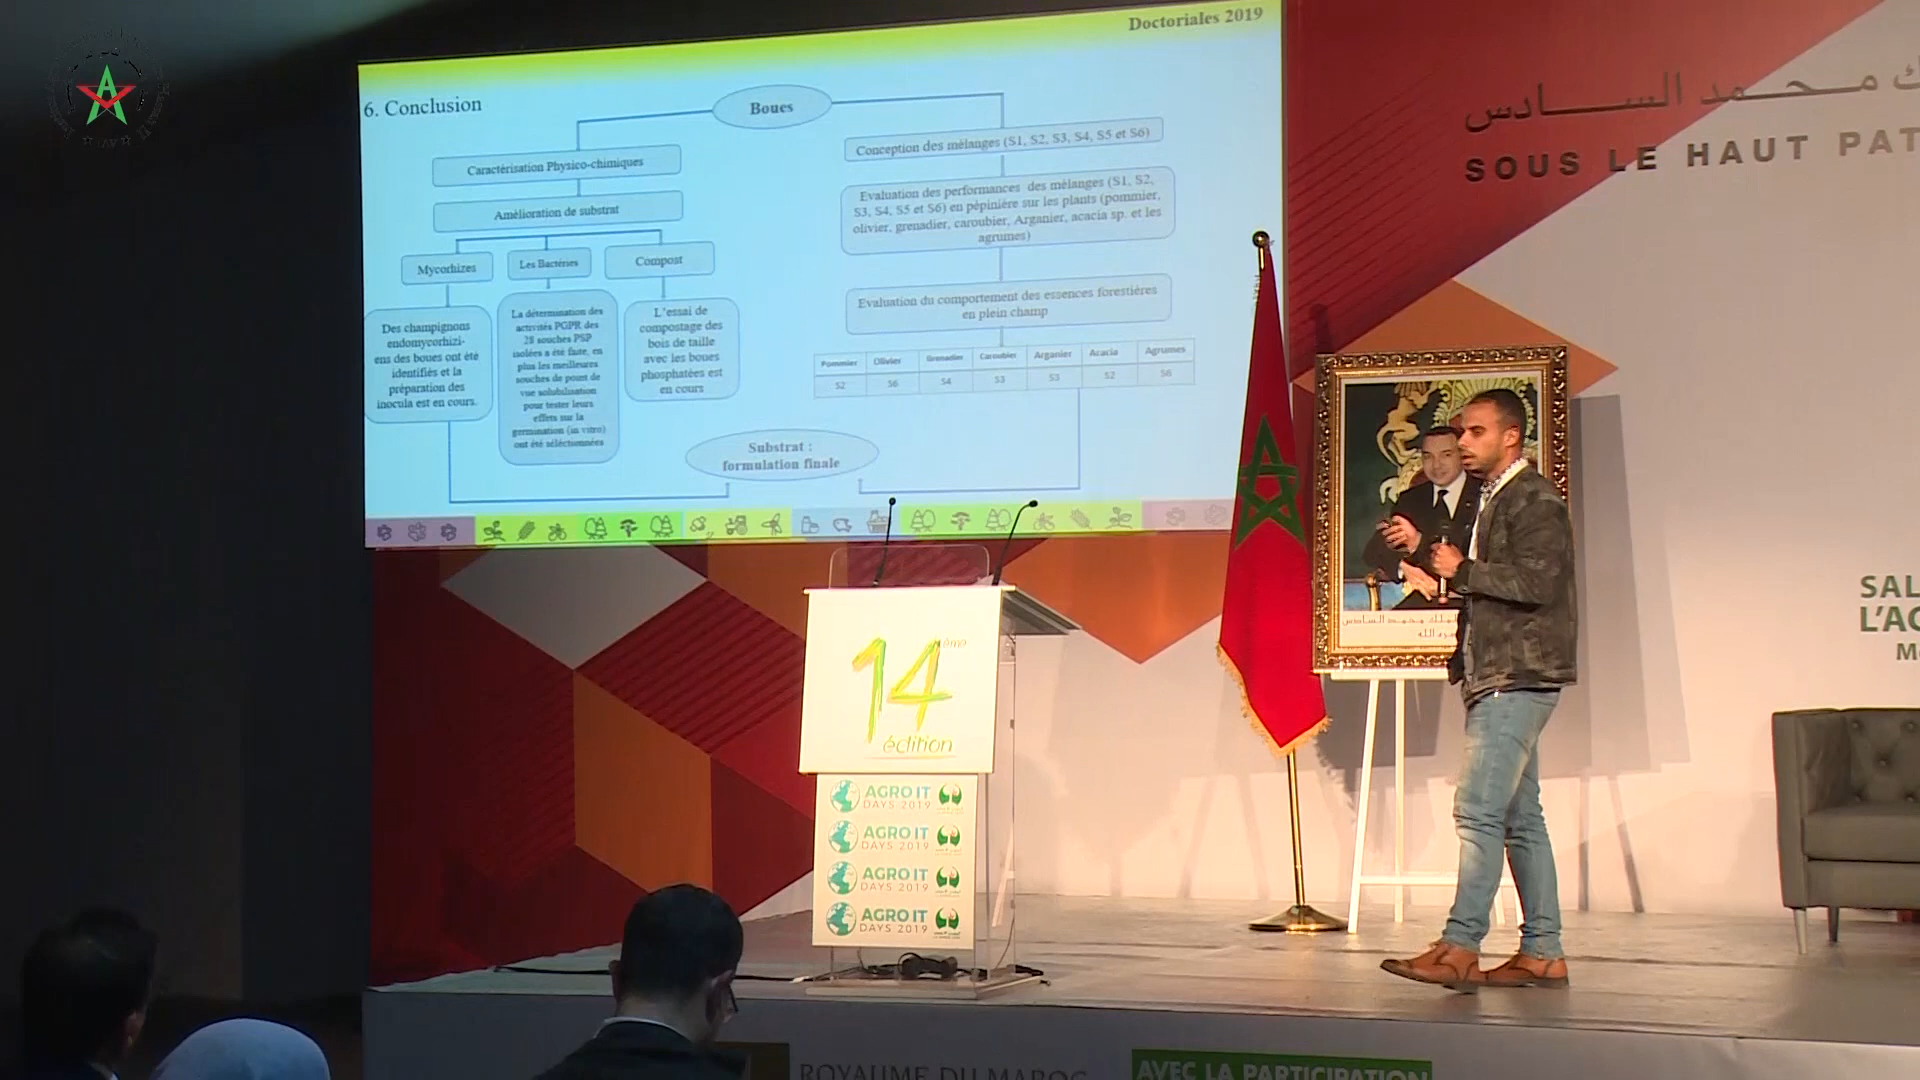 Doctoriales 2019
6. Conclusion
Boues
Caractérisation Physico-chimiques
Amélioration de substrat
Mycorhizes
Les Bactéries
Compost
Des champignons
endomycorhizi-
ens des boues ont été
identifiés et la
préparation des
inocula est en cours.
La détermination des
activités PGPR des
28 souches PSP
isolées a été faite, en
plus les meilleures
souches de point de
vue solubilisation
pour tester leurs
effets sur la
germination (in vitro)
ont été séléctionnées
L'essai de
compostage des
bois de taille
avec les boues
phosphatées est
en cours
Conception des mélanges (S1, S2, S3, S4, S5 et S6)
Evaluation des performances des mélanges (S1, S2,
S3, S4, S5 et S6) en pépinière sur les plants (pommier,
olivier, grenadier, caroubier, Arganier, acacia sp. et les
agrumes)
Evaluation du comportement des essences forestières
en plein champ
Pommier Olivier Grenadier Caroubier Arganier Acacia Agrumes
S2 S6 S4 S3 S3 S2 S6
Substrat :
formulation finale
ك محمد السادس
SOUS LE HAUT PAT
SAL
L'AG
M
الملك محمد السادس
نصره الله
14ème
édition
AGRO IT
DAYS 2019
AGRO IT
DAYS 2019
AGRO IT
DAYS 2019
AGRO IT
DAYS 2019
ROYAUME DU MAROC
AVEC LA PARTICIPATION